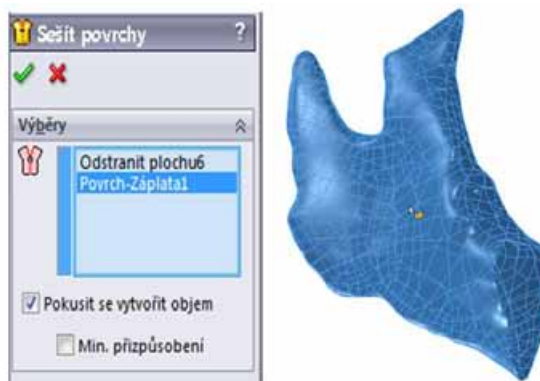 Sešít povrchy ?
Výběry
Odstranit plochu6
Povrch-Záplata1
Pokusit se vytvořit objem
Min. přizpůsobení